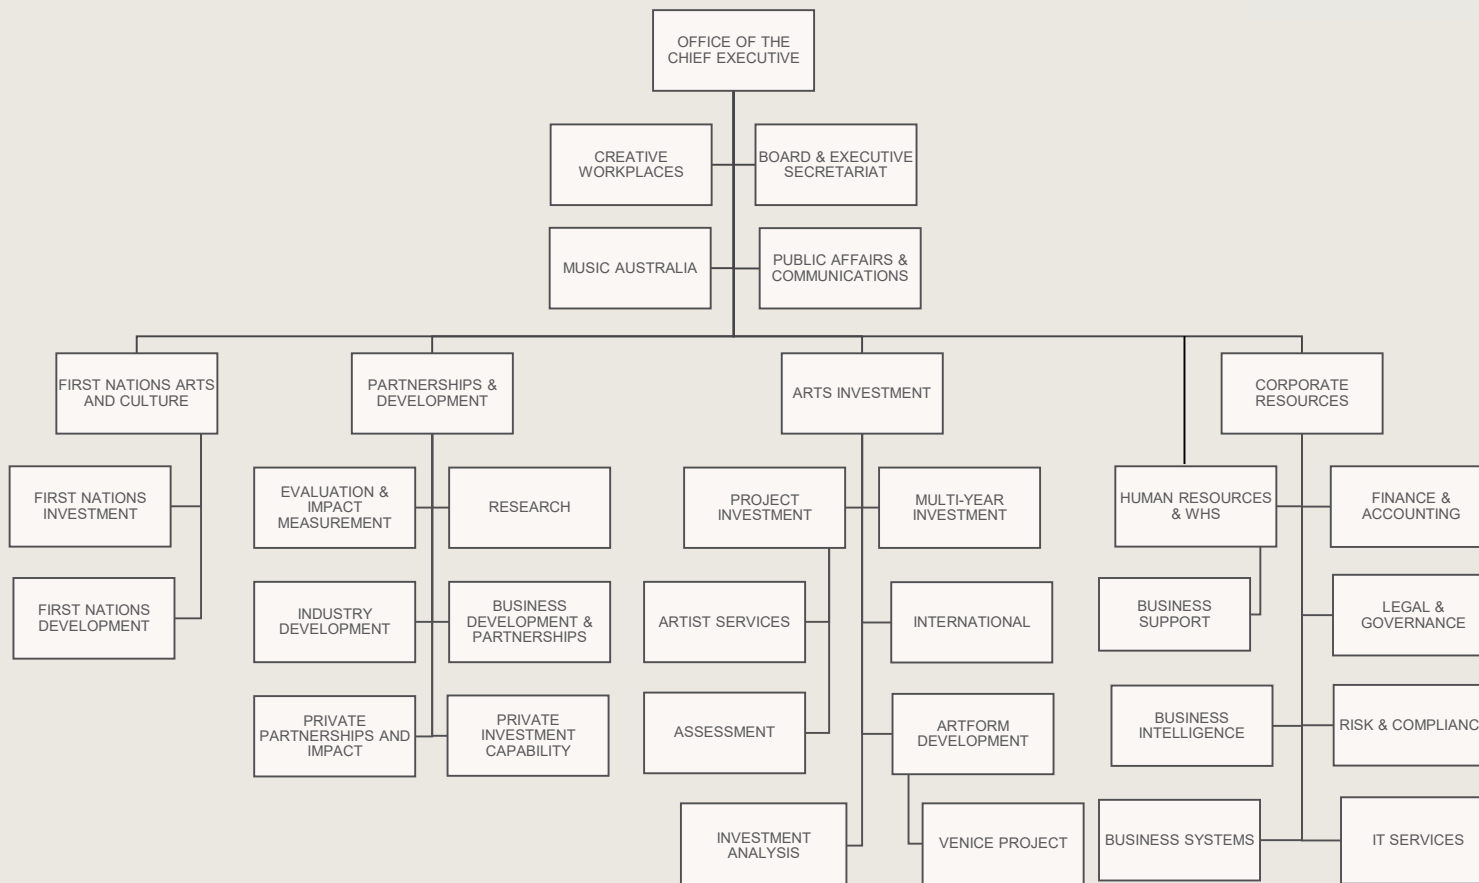 OFFICE OF THE
CHIEF EXECUTIVE
CREATIVE
WORKPLACES
BOARD & EXECUTIVE
SECRETARIAT
MUSIC AUSTRALIA
PUBLIC AFFAIRS &
COMMUNICATIONS
FIRST NATIONS ARTS
AND CULTURE
PARTNERSHIPS &
DEVELOPMENT
ARTS INVESTMENT
CORPORATE
RESOURCES
FIRST NATIONS
INVESTMENT
EVALUATION &
IMPACT
MEASUREMENT
RESEARCH
PROJECT
INVESTMENT
MULTI-YEAR
INVESTMENT
HUMAN RESOURCES
& WHS
FINANCE &
ACCOUNTING
FIRST NATIONS
DEVELOPMENT
INDUSTRY
DEVELOPMENT
BUSINESS
DEVELOPMENT &
PARTNERSHIPS
ARTIST SERVICES
INTERNATIONAL
BUSINESS
SUPPORT
LEGAL &
GOVERNANCE
PRIVATE
PARTNERSHIPS AND
IMPACT
PRIVATE
INVESTMENT
CAPABILITY
ASSESSMENT
ARTFORM
DEVELOPMENT
BUSINESS
INTELLIGENCE
RISK & COMPLIANC
INVESTMENT
ANALYSIS
VENICE PROJECT
BUSINESS SYSTEMS
IT SERVICES